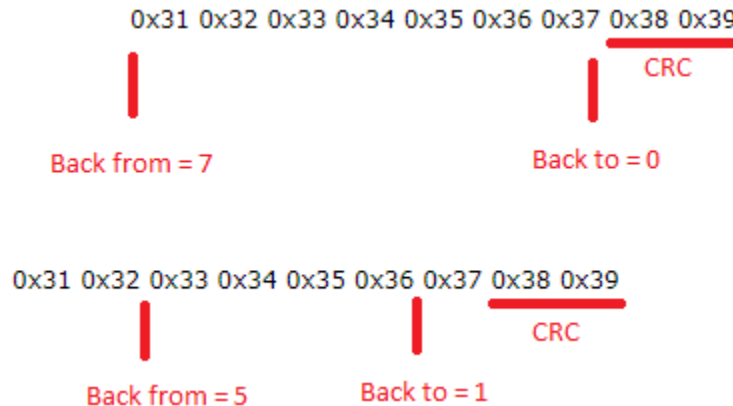 0x31 0x32 0x33 0x34 0x35 0x36 0x37 0x38 0x39
CRC
Back from = 7
Back to = 0
0x31 0x32 0x33 0x34 0x35 0x36 0x37 0x38 0x39
CRC
Back from = 5
Back to = 1